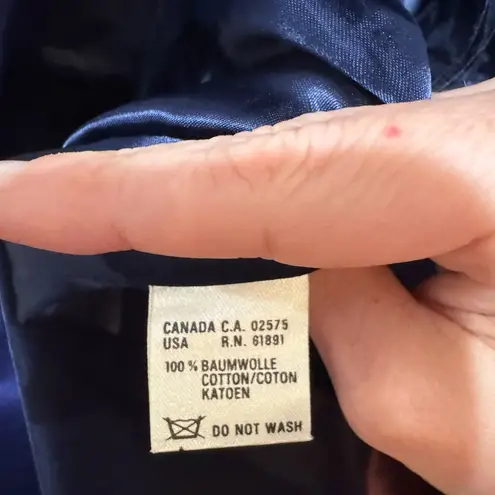 CANADA C.A. 02575
USA R.N. 61891
100 % BAUMWOLLE
COTTON/COTON
KATOEN
DO NOT WASH